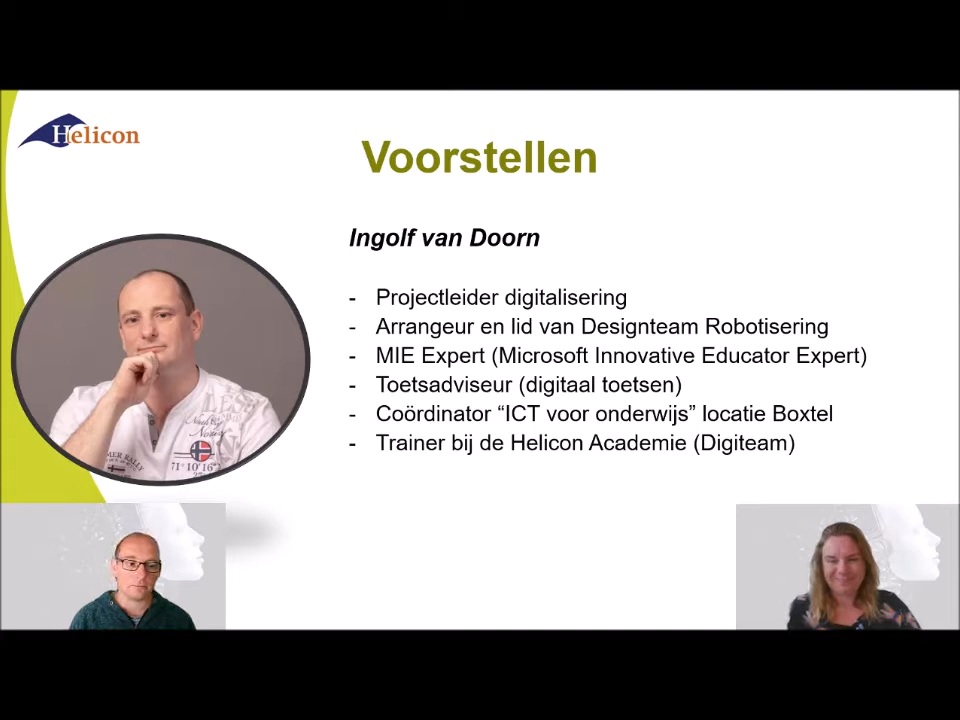 Helicon
Voorstellen
Ingolf van Doorn
- Projectleider digitalisering
- Arrangeur en lid van Designteam Robotisering
- MIE Expert (Microsoft Innovative Educator Expert)
- Toetsadviseur (digitaal toetsen)
- Coördinator “ICT voor onderwijs” locatie Boxtel
- Trainer bij de Helicon Academie (Digiteam)